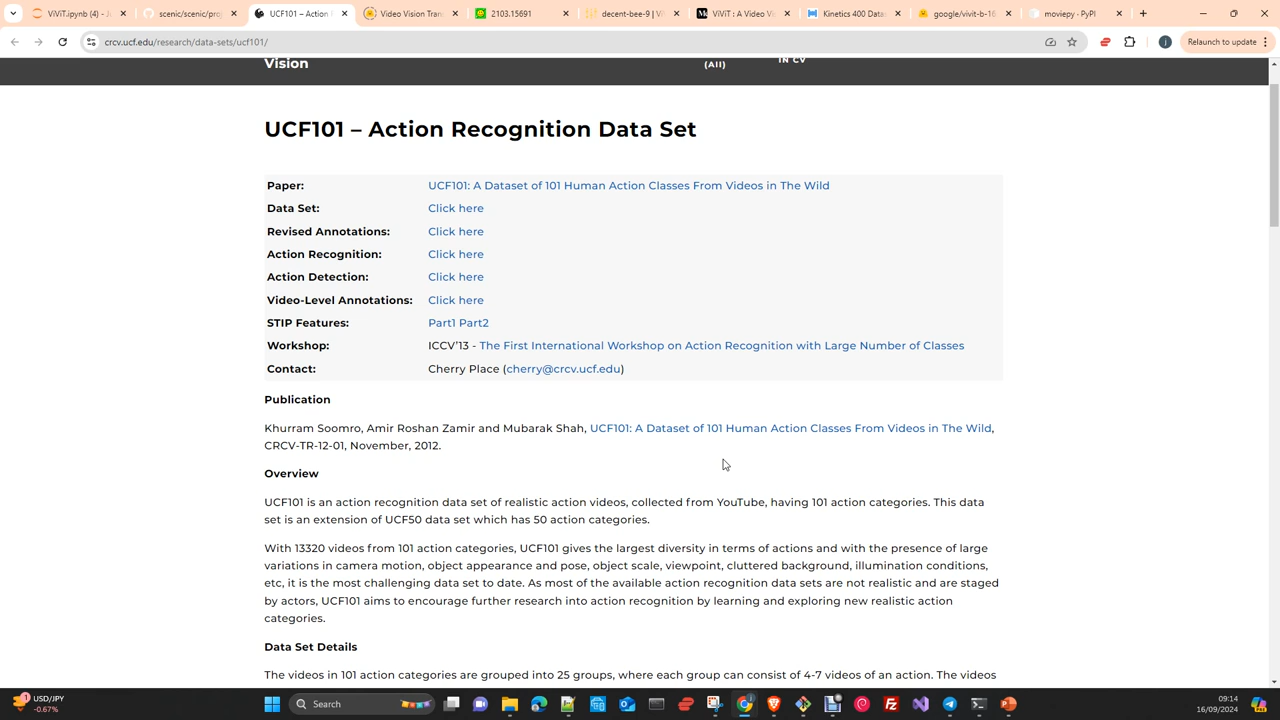 ViViT.ipynb (4) - J
scenic/scenic/proj
UCF101 – Action R
Video Vision Trans
2103.15691
decent-bee-9 | ViV
ViViT : A Video Vi
Kinetics 400 Data
google/vivit-b-16
moviepy · PyPI
crcv.ucf.edu/research/data-sets/ucf101/
Relaunch to update
Vision
(All)
IN CV
UCF101 – Action Recognition Data Set
Paper: UCF101: A Dataset of 101 Human Action Classes From Videos in The Wild
Data Set: Click here
Revised Annotations: Click here
Action Recognition: Click here
Action Detection: Click here
Video-Level Annotations: Click here
STIP Features: Part1 Part2
Workshop: ICCV'13 - The First International Workshop on Action Recognition with Large Number of Classes
Contact: Cherry Place (cherry@crcv.ucf.edu)
Publication
Khurram Soomro, Amir Roshan Zamir and Mubarak Shah, UCF101: A Dataset of 101 Human Action Classes From Videos in The Wild,
CRCV-TR-12-01, November, 2012.
Overview
UCF101 is an action recognition data set of realistic action videos, collected from YouTube, having 101 action categories. This data
set is an extension of UCF50 data set which has 50 action categories.
With 13320 videos from 101 action categories, UCF101 gives the largest diversity in terms of actions and with the presence of large
variations in camera motion, object appearance and pose, object scale, viewpoint, cluttered background, illumination conditions,
etc, it is the most challenging data set to date. As most of the available action recognition data sets are not realistic and are staged
by actors, UCF101 aims to encourage further research into action recognition by learning and exploring new realistic action
categories.
Data Set Details
The videos in 101 action categories are grouped into 25 groups, where each group can consist of 4-7 videos of an action. The videos
USD/JPY
-0.67%
Search
09:14
16/09/2024